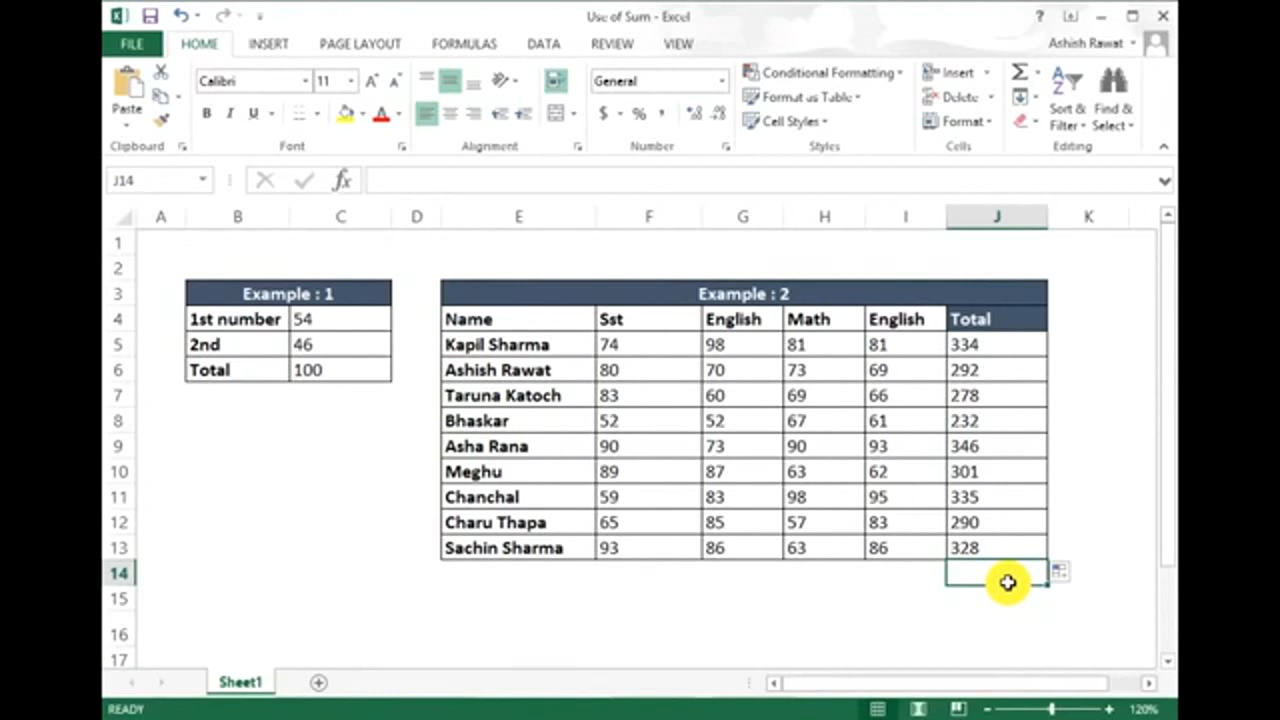 Use of Sum - Excel
?
FILE HOME INSERT PAGE LAYOUT FORMULAS DATA REVIEW VIEW Ashish Rawat
Calibri 11 General Conditional Formatting Insert
Paste Format as Table Delete Sort & Find &
B I U A $ % , Cell Styles Format Filter Select
Clipboard Font Alignment Number Styles Cells Editing
J14 fx
A B C D E F G H I J K
1
2
3 Example : 1 Example : 2
4 1st number 54 Name Sst English Math English Total
5 2nd 46 Kapil Sharma 74 98 81 81 334
6 Total 100 Ashish Rawat 80 70 73 69 292
7 Taruna Katoch 83 60 69 66 278
8 Bhaskar 52 52 67 61 232
9 Asha Rana 90 73 90 93 346
10 Meghu 89 87 63 62 301
11 Chanchal 59 83 98 95 335
12 Charu Thapa 65 85 57 83 290
13 Sachin Sharma 93 86 63 86 328
14
15
16
17
Sheet1
READY 120%